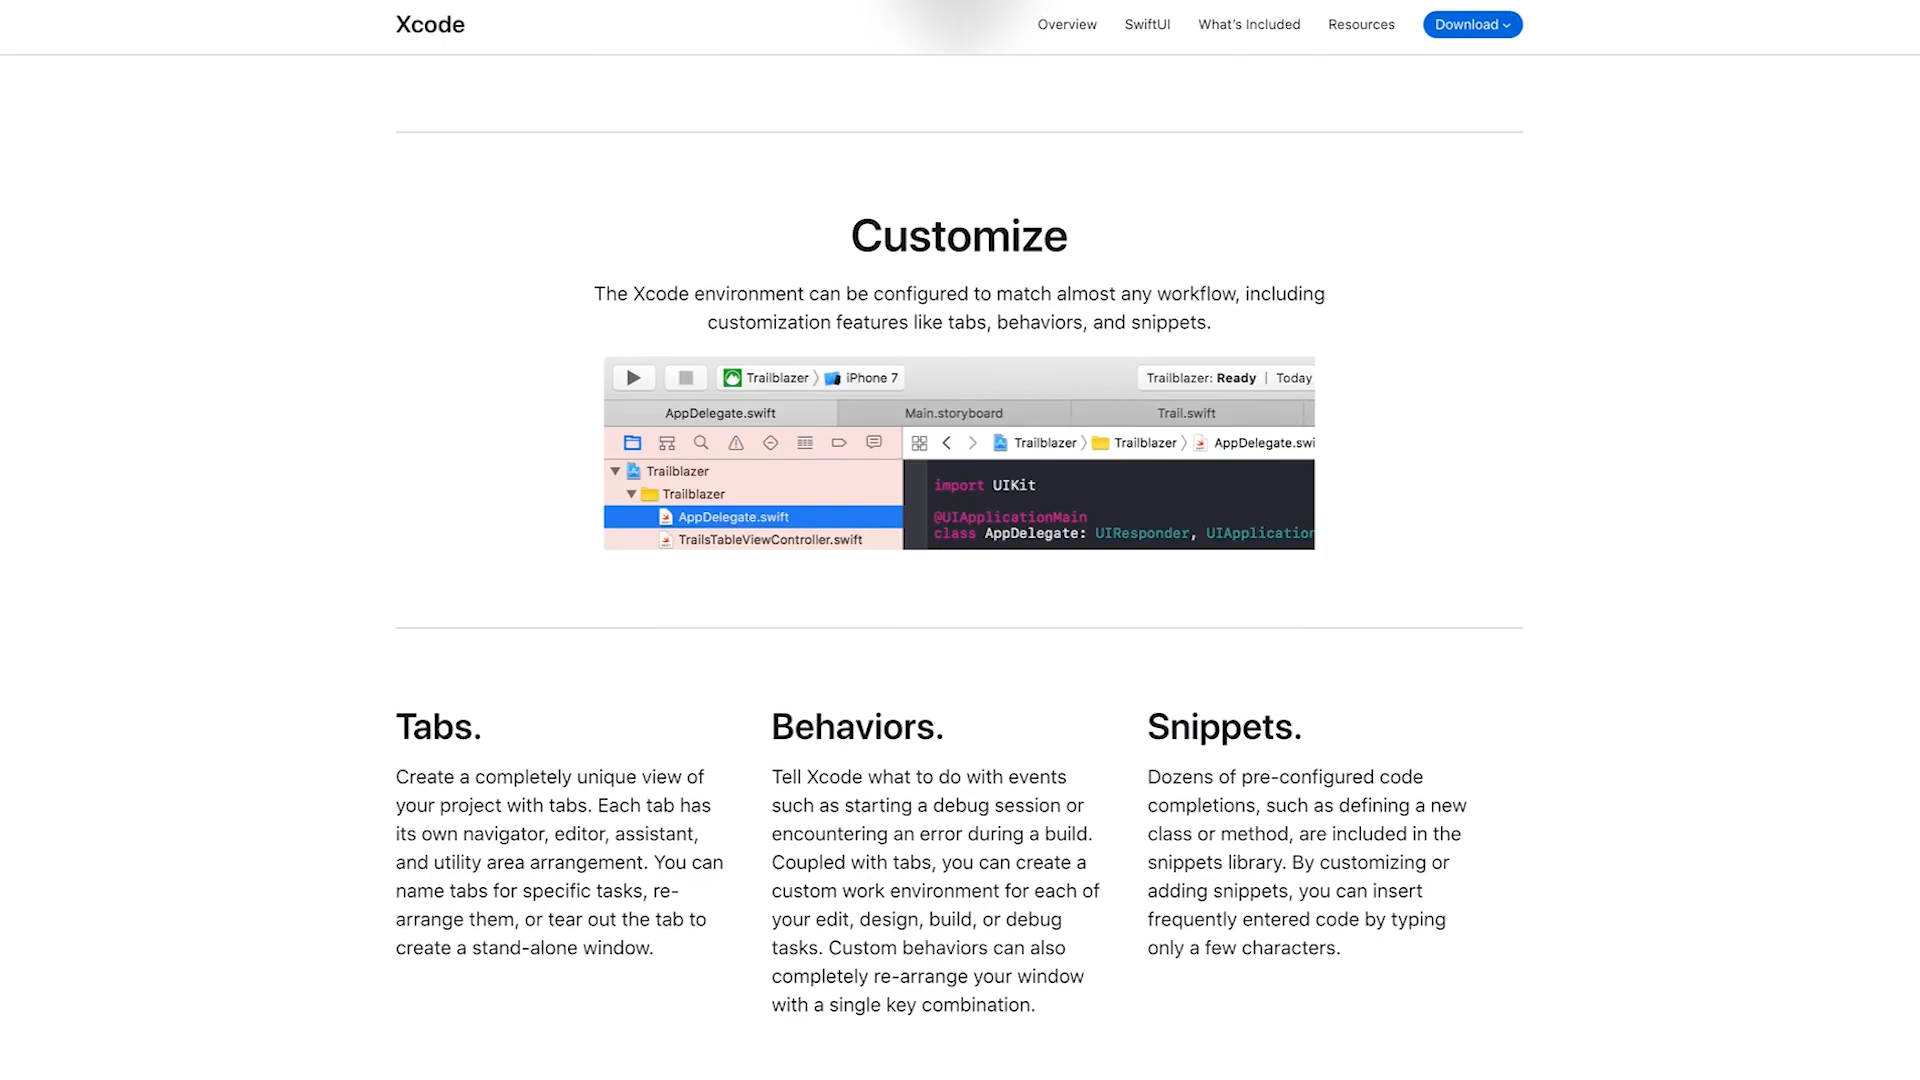 Xcode
Overview
SwiftUI
What's Included
Resources
Download
Customize
The Xcode environment can be configured to match almost any workflow, including
customization features like tabs, behaviors, and snippets.
Trailblazer
iPhone 7
Trailblazer: Ready | Today
AppDelegate.swift
Main.storyboard
Trail.swift
Trailblazer
Trailblazer
AppDelegate.swi
Trailblazer
Trailblazer
AppDelegate.swift
TrailsTableViewController.swift
import UIKit
@UIApplicationMain
class AppDelegate: UIResponder, UIApplication
Tabs.
Create a completely unique view of
your project with tabs. Each tab has
its own navigator, editor, assistant,
and utility area arrangement. You can
name tabs for specific tasks, re-
arrange them, or tear out the tab to
create a stand-alone window.
Behaviors.
Tell Xcode what to do with events
such as starting a debug session or
encountering an error during a build.
Coupled with tabs, you can create a
custom work environment for each of
your edit, design, build, or debug
tasks. Custom behaviors can also
completely re-arrange your window
with a single key combination.
Snippets.
Dozens of pre-configured code
completions, such as defining a new
class or method, are included in the
snippets library. By customizing or
adding snippets, you can insert
frequently entered code by typing
only a few characters.